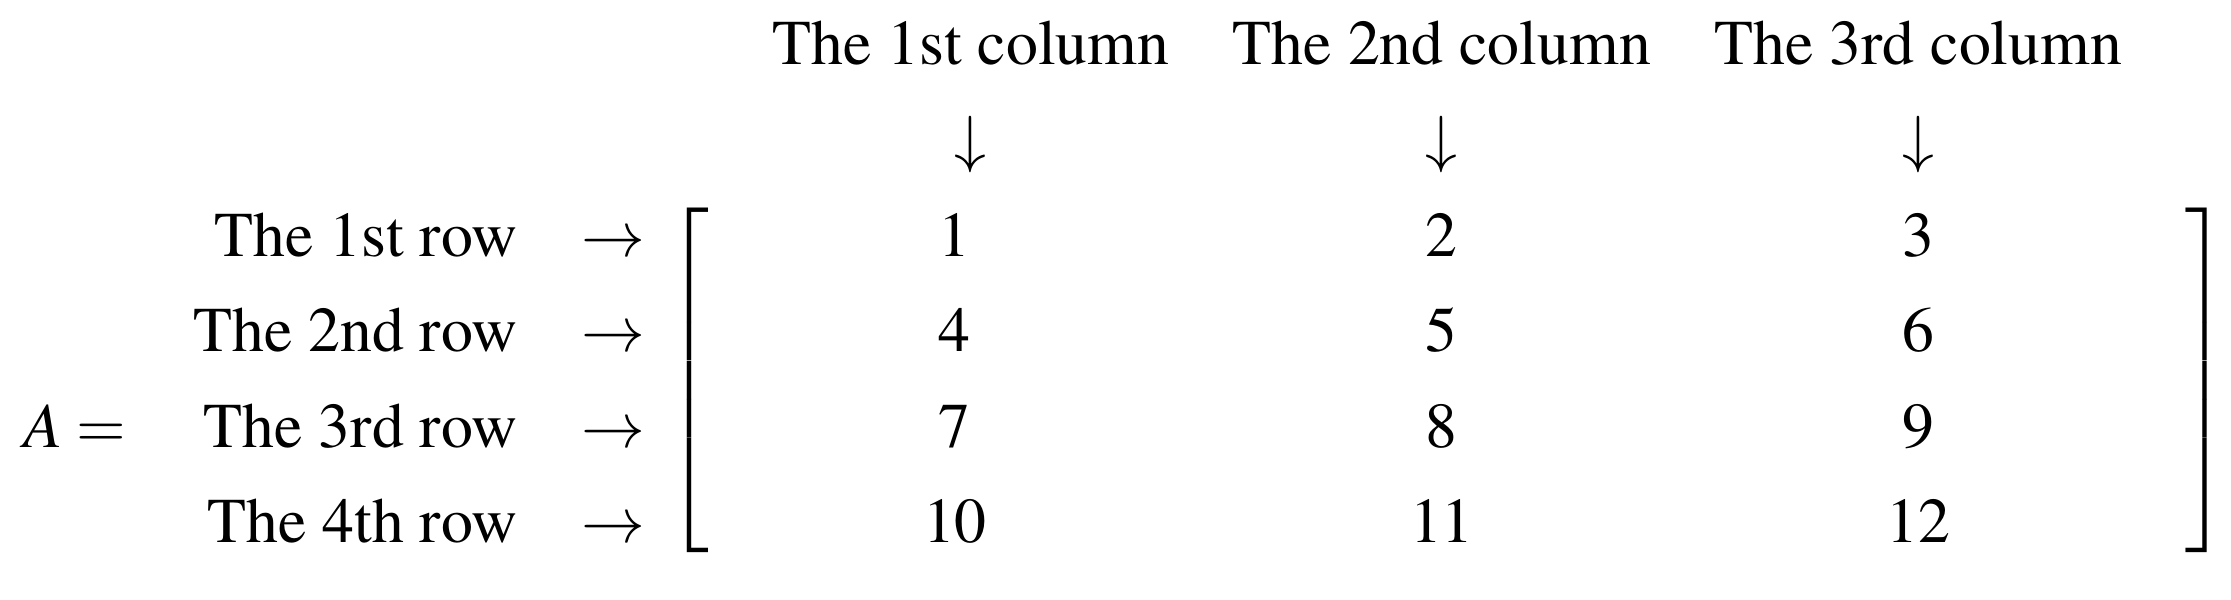 The 1st column The 2nd column The 3rd column
↓ ↓ ↓
The 1st row → 1 2 3
The 2nd row → 4 5 6
A = The 3rd row → 7 8 9
The 4th row → 10 11 12